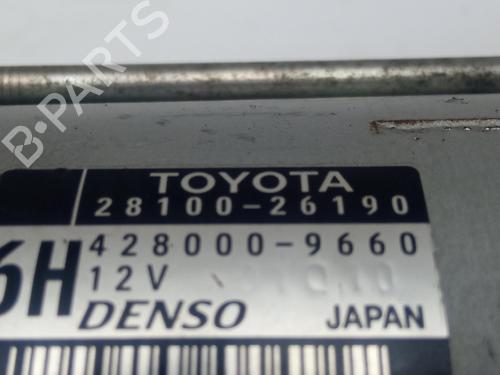 B-PARTS
TOYOTA
28100-26190
6H
428000-9660
12V
DENSO
JAPAN